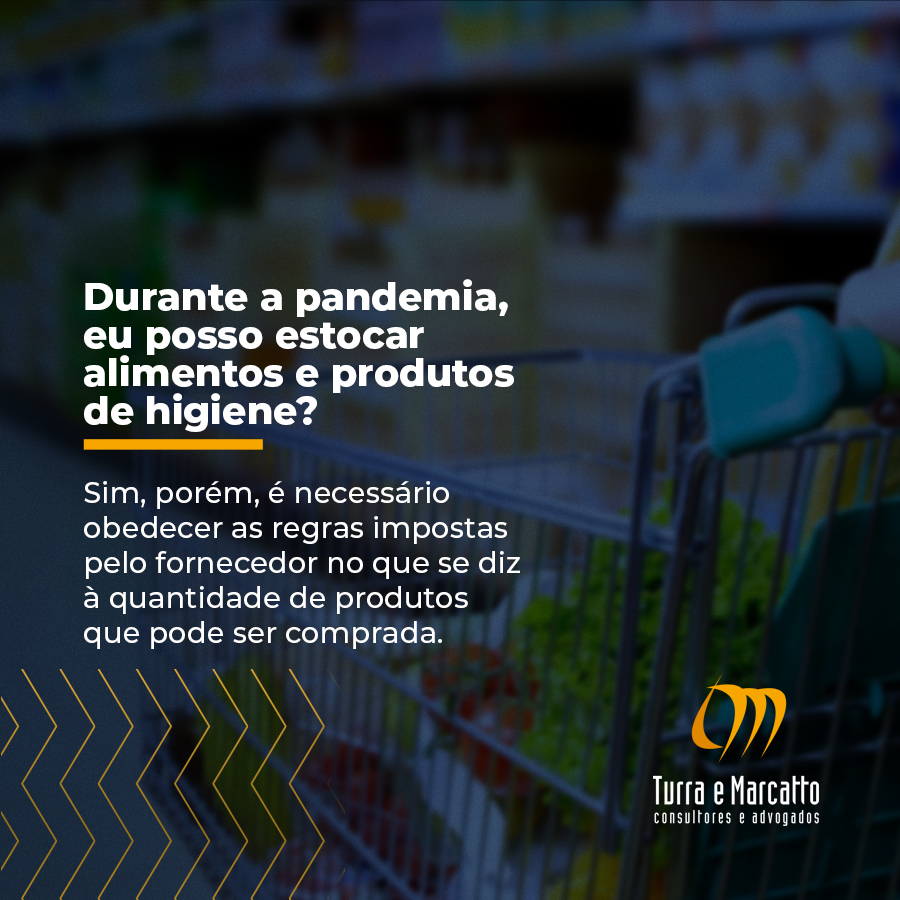 Durante a pandemia,
eu posso estocar
alimentos e produtos
de higiene?
Sim, porém, é necessário
obedecer as regras impostas
pelo fornecedor no que se diz
à quantidade de produtos
que pode ser comprada.
Turra e Marcatto
consultores e advogados